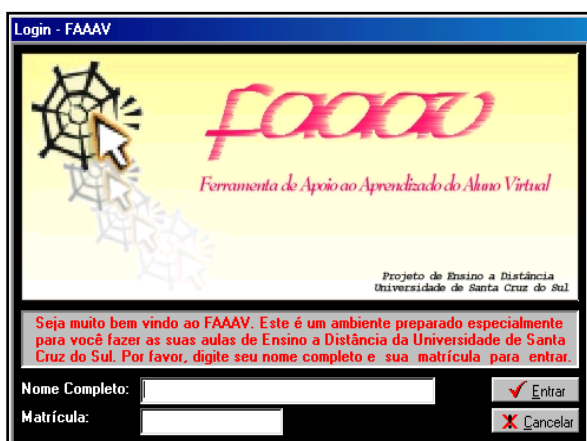 Login - FAAAV
faaav
Ferramenta de Apoio ao Aprendizado do Aluno Virtual
Projeto de Ensino a Distância
Universidade de Santa Cruz do Sul
Seja muito bem vindo ao FAAAV. Este é um ambiente preparado especialmente
para você fazer as suas aulas de Ensino a Distância da Universidade de Santa
Cruz do Sul. Por favor, digite seu nome completo e sua matrícula para entrar.
Nome Completo:
Entrar
Matrícula:
Cancelar